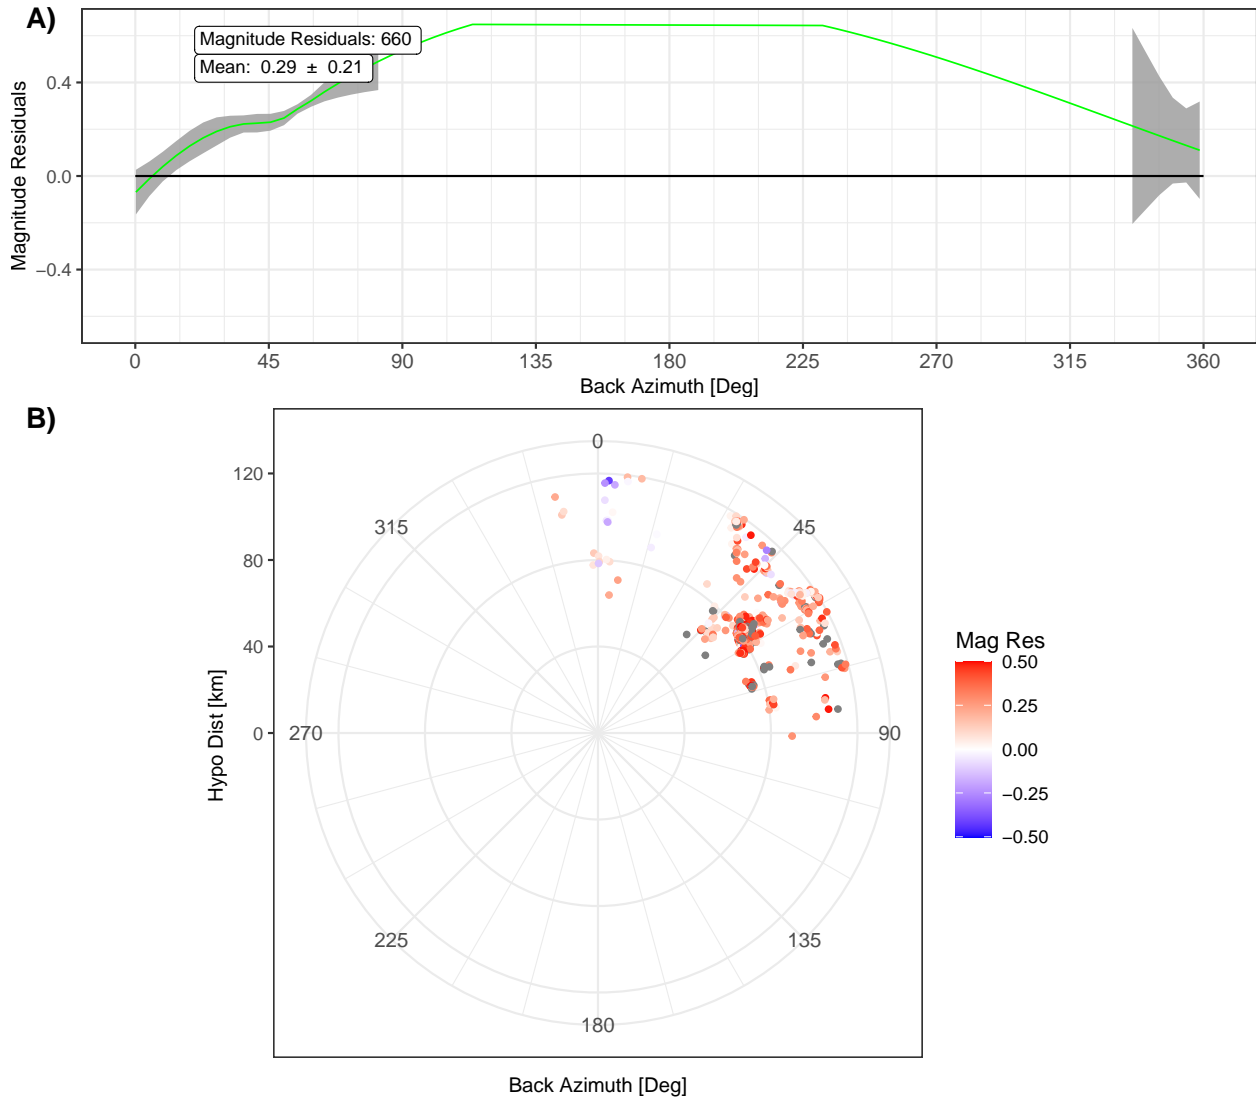 A)
Magnitude Residuals: 660
Mean:  0.29  ±  0.21
0.4
0.0
−0.4
Magnitude Residuals
0 45 90 135 180 225 270 315 360
Back Azimuth [Deg]
B)
0
45
90
135
180
225
270
315
120
80
40
0
Hypo Dist [km]
Back Azimuth [Deg]
Mag Res
0.50
0.25
0.00
−0.25
−0.50